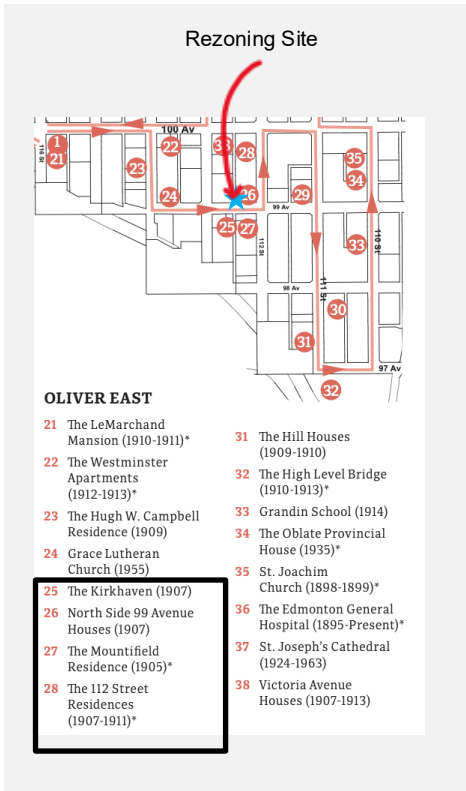 Rezoning Site
100 Av
1
21
116 St
22
23
24
28
26
99 Av
25
27
29
35
34
33
112 St
110 St
98 Av
111 St
30
31
97 Av
32
OLIVER EAST
21 The LeMarchand
Mansion (1910-1911)*
22 The Westminster
Apartments
(1912-1913)*
23 The Hugh W. Campbell
Residence (1909)
24 Grace Lutheran
Church (1955)
25 The Kirkhaven (1907)
26 North Side 99 Avenue
Houses (1907)
27 The Mountifield
Residence (1905)*
28 The 112 Street
Residences
(1907-1911)*
31 The Hill Houses
(1909-1910)
32 The High Level Bridge
(1910-1913)*
33 Grandin School (1914)
34 The Oblate Provincial
House (1935)*
35 St. Joachim
Church (1898-1899)*
36 The Edmonton General
Hospital (1895-Present)*
37 St. Joseph's Cathedral
(1924-1963)
38 Victoria Avenue
Houses (1907-1913)